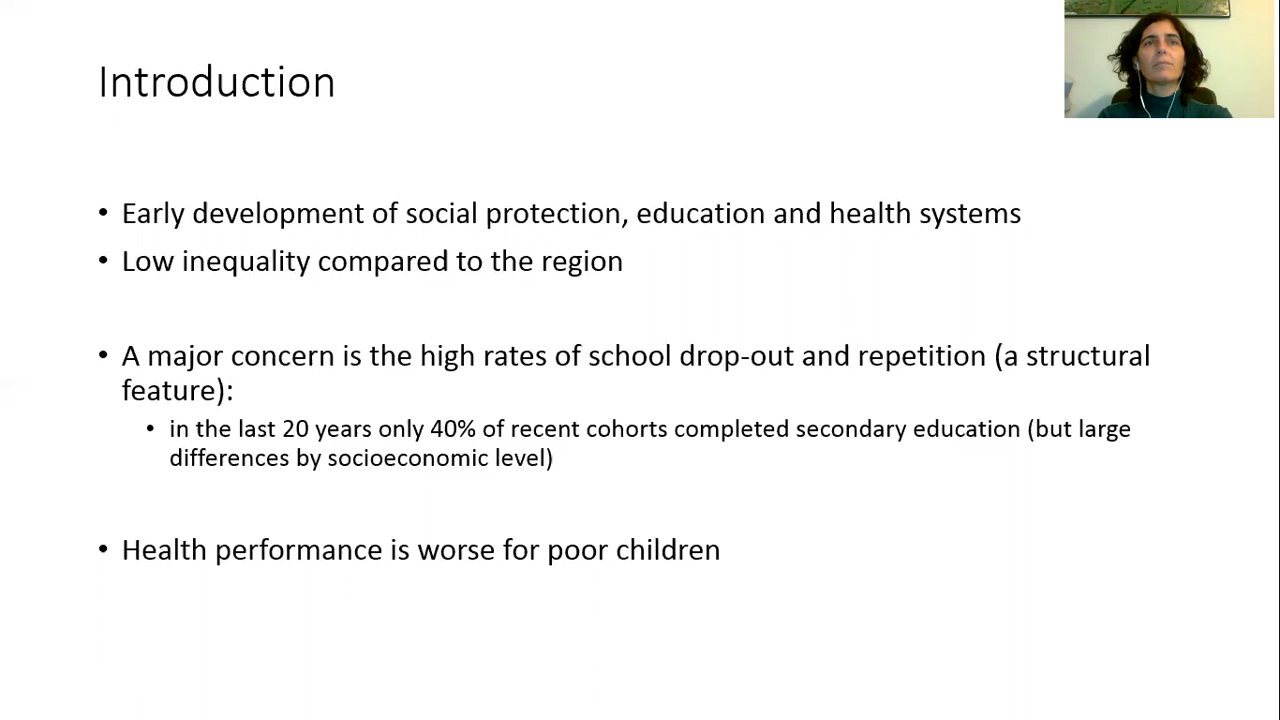 Introduction
• Early development of social protection, education and health systems
• Low inequality compared to the region
• A major concern is the high rates of school drop-out and repetition (a structural
feature):
• in the last 20 years only 40% of recent cohorts completed secondary education (but large
differences by socioeconomic level)
• Health performance is worse for poor children